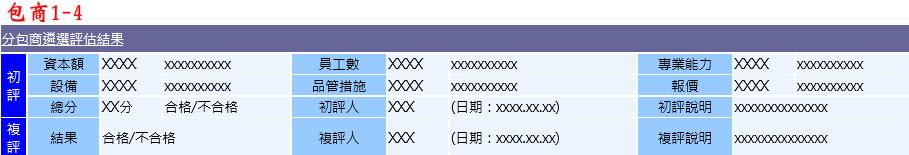 包商1-4
分包商遴選評估結果
初評 資本額 XXXX xxxxxxxxxx 員工數 XXXX xxxxxxxxxx 專業能力 XXXX xxxxxxxxxx
設備 XXXX xxxxxxxxxx 品管措施 XXXX xxxxxxxxxx 報價 XXXX xxxxxxxxxx
總分 XX分 合格/不合格 初評人 XXX (日期：xxxx.xx.xx) 初評說明 xxxxxxxxxxxxxx
複評 結果 合格/不合格 複評人 XXX (日期：xxxx.xx.xx) 複評說明 xxxxxxxxxxxxxx